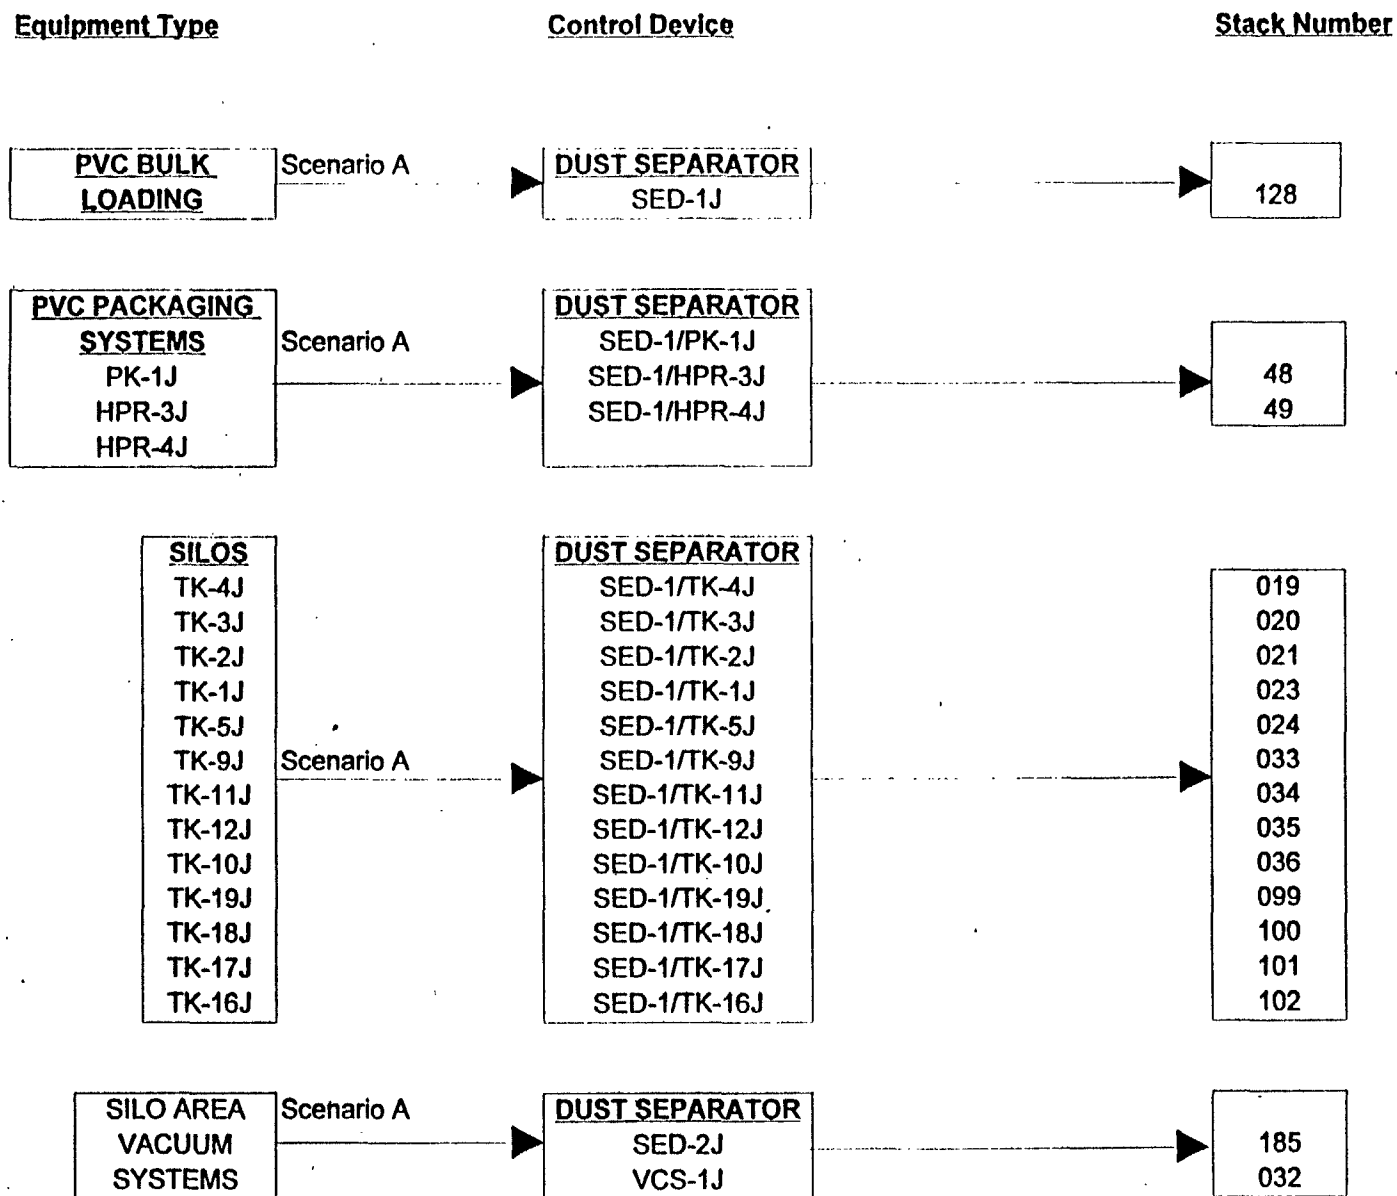 Equipment Type Control Device Stack Number
PVC BULK Scenario A DUST SEPARATOR
LOADING SED-1J 128
PVC PACKAGING DUST SEPARATOR
SYSTEMS Scenario A SED-1/PK-1J
PK-1J SED-1/HPR-3J 48
HPR-3J SED-1/HPR-4J 49
HPR-4J
SILOS DUST SEPARATOR
TK-4J SED-1/TK-4J 019
TK-3J SED-1/TK-3J 020
TK-2J SED-1/TK-2J 021
TK-1J SED-1/TK-1J 023
TK-5J SED-1/TK-5J 024
TK-9J Scenario A SED-1/TK-9J 033
TK-11J SED-1/TK-11J 034
TK-12J SED-1/TK-12J 035
TK-10J SED-1/TK-10J 036
TK-19J SED-1/TK-19J 099
TK-18J SED-1/TK-18J 100
TK-17J SED-1/TK-17J 101
TK-16J SED-1/TK-16J 102
SILO AREA Scenario A DUST SEPARATOR
VACUUM SED-2J 185
SYSTEMS VCS-1J 032